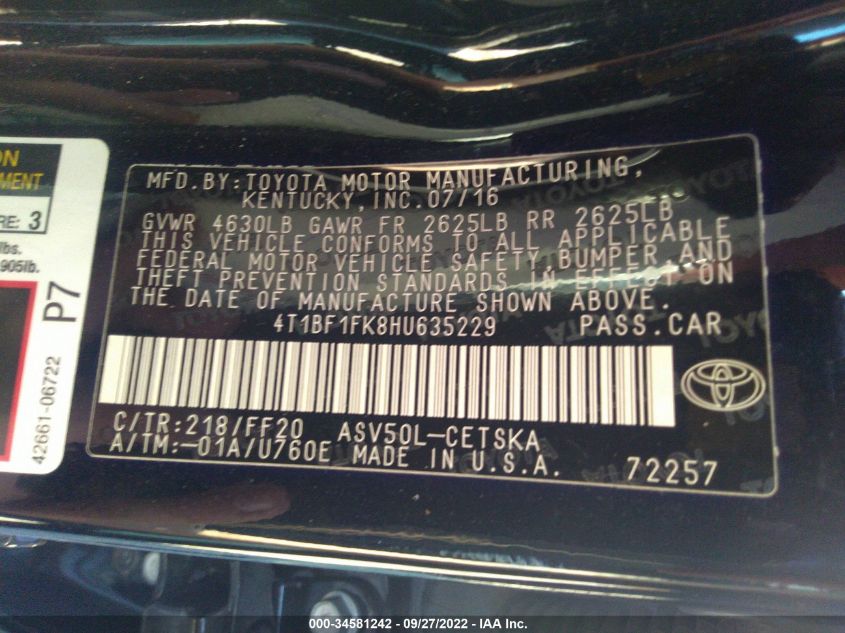 ON
MENT
RE: 3
lbs.
905lb.
P7
42661-06722
MFD.BY:TOYOTA MOTOR MANUFACTURING,
KENTUCKY, INC. 07/16
GVWR 4630LB GAWR FR 2625LB RR 2625LB
THIS VEHICLE CONFORMS TO ALL APPLICABLE
FEDERAL MOTOR VEHICLE SAFETY BUMPER, AND
THEFT PREVENTION STANDARDS IN EFFECT ON
THE DATE OF MANUFACTURE SHOWN ABOVE.
4T1BF1FK8HU635229 PASS.CAR
C/TR:218/FF20 ASV50L-CETSKA
A/TM:-01A/U760E MADE IN U.S.A. 72257
000-34581242 / 09/27/2022 - IAA Inc.